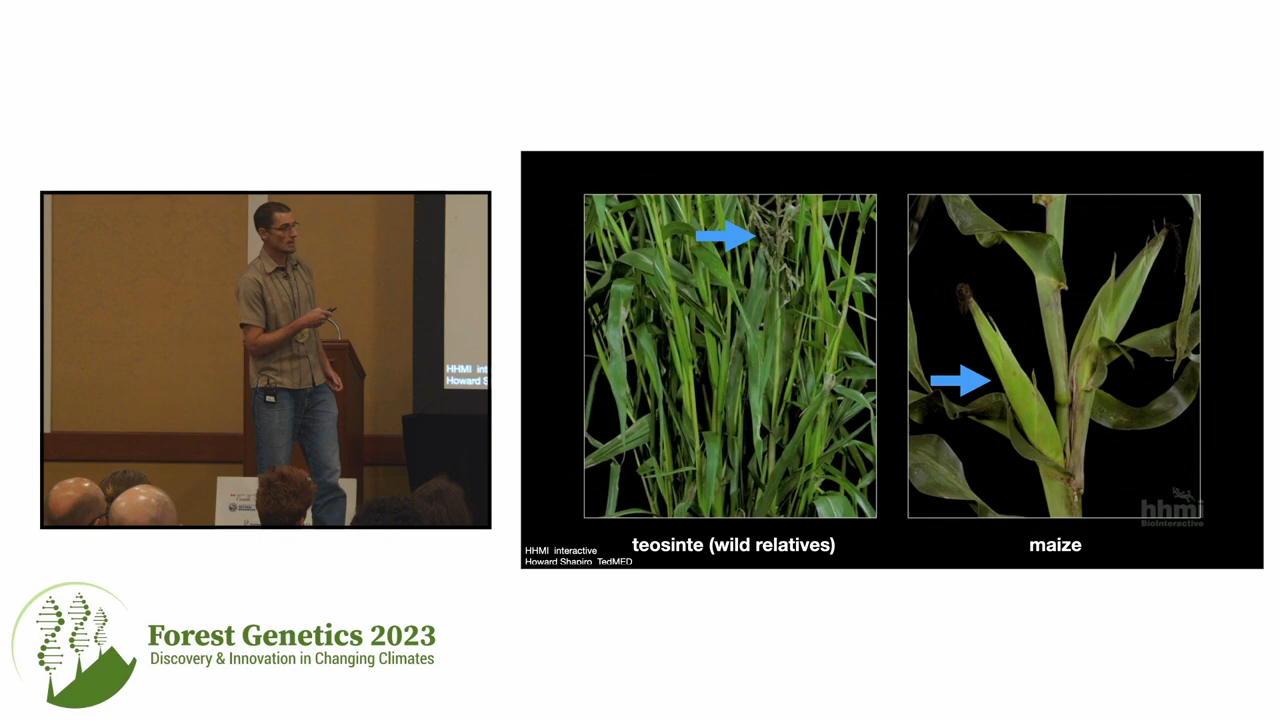 HHMI int
Howard S
teosinte (wild relatives)
maize
hhmi
BioInteractive
HHMI interactive
Howard Shapiro TedMED
Forest Genetics 2023
Discovery & Innovation in Changing Climates